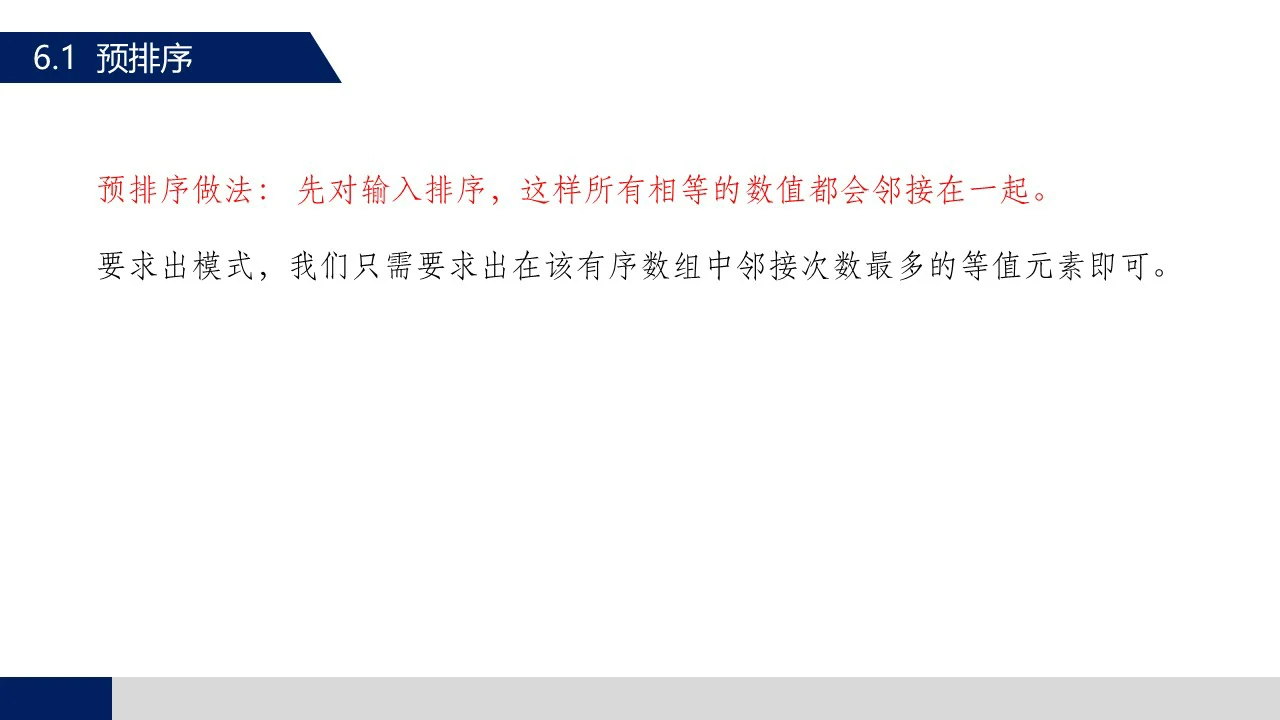 6.1 预排序
预排序做法： 先对输入排序，这样所有相等的数值都会邻接在一起。
要求出模式，我们只需要求出在该有序数组中邻接次数最多的等值元素即可。